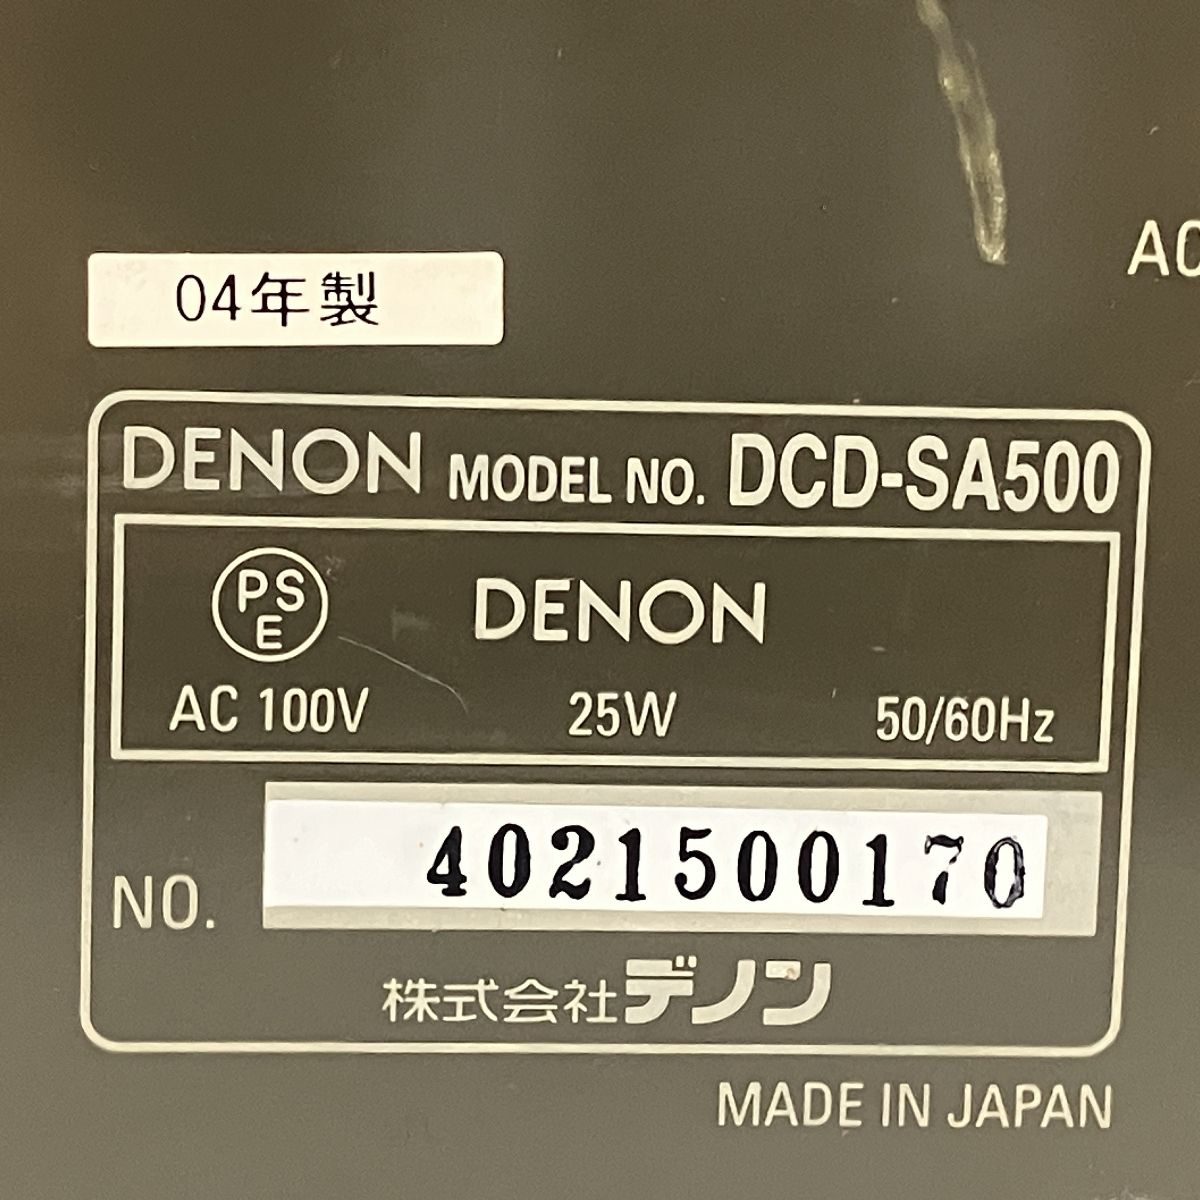 AC
04年製
DENON MODEL NO. DCD-SA500
PSE DENON
AC 100V 25W 50/60Hz
NO. 4021500170
株式会社デノン
MADE IN JAPAN